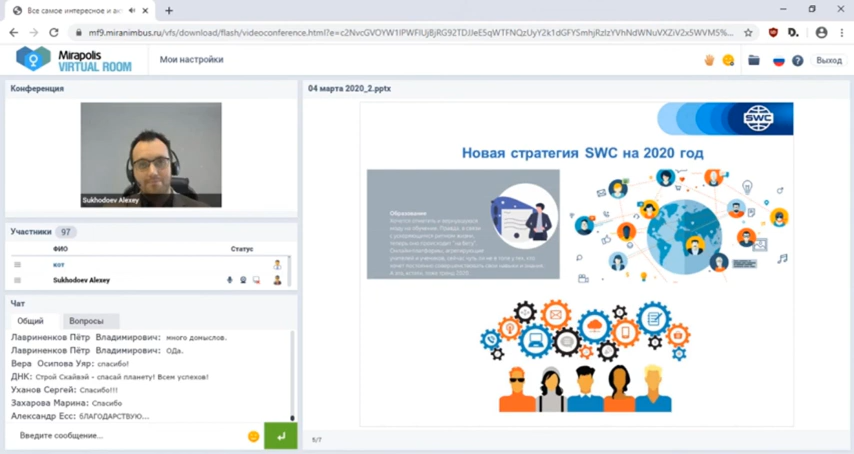 Все самое интересное и ак
mf9.miranimbus.ru/vfs/download/flash/videoconference.html?
Mirapolis
VIRTUAL ROOM
Мои настройки
Выход
Конференция
Sukhodoev Alexey
Участники 97
ФИО Статус
кот
Sukhodoev Alexey
Чат
Общий Вопросы
Лавриненков Пётр Владимирович: много домыслов.
Лавриненков Пётр Владимирович: ОДа.
Вера Осипова Уяр: спасибо!
ДНК: Строй Скайвэй - спасай планету! Всем успехов!
Уханов Сергей: Спасибо!!!
Захарова Марина: Спасибо
Александр Есс: бЛАГОДАРСТВУЮ...
Введите сообщение...
04 марта 2020_2.pptx
SWC
Новая стратегия SWC на 2020 год
Образование
5/7